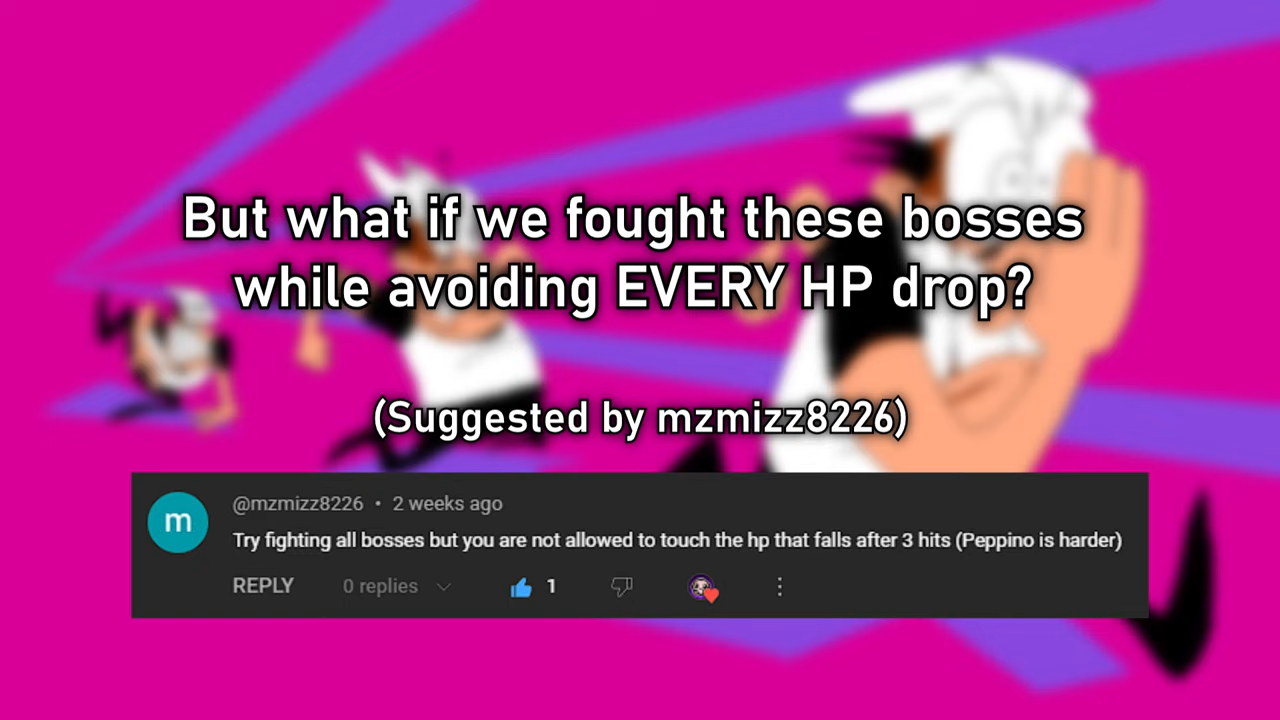 But what if we fought these bosses
while avoiding EVERY HP drop?
(Suggested by mzmizz8226)
m
@mzmizz8226 • 2 weeks ago
Try fighting all bosses but you are not allowed to touch the hp that falls after 3 hits (Peppino is harder)
REPLY 0 replies 1